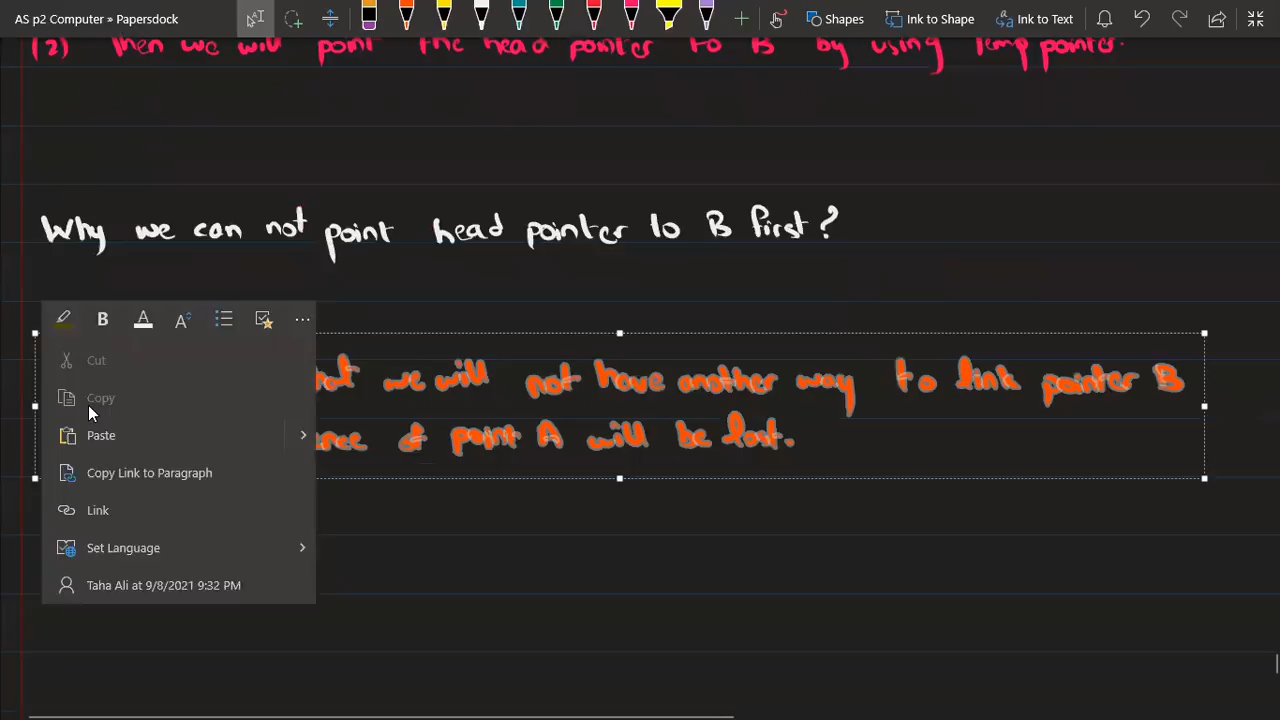 AS p2 Computer » Papersdock
Shapes
Ink to Shape
Ink to Text
(2) Then we will point the head pointer to B by using Temp pointer.
Why we can not point head pointer to B first?
B
A
A
...
Cut
we will not have another way to link pointer B
Copy
Paste
& point A will be lost.
Copy Link to Paragraph
Link
Set Language
Taha Ali at 9/8/2021 9:32 PM